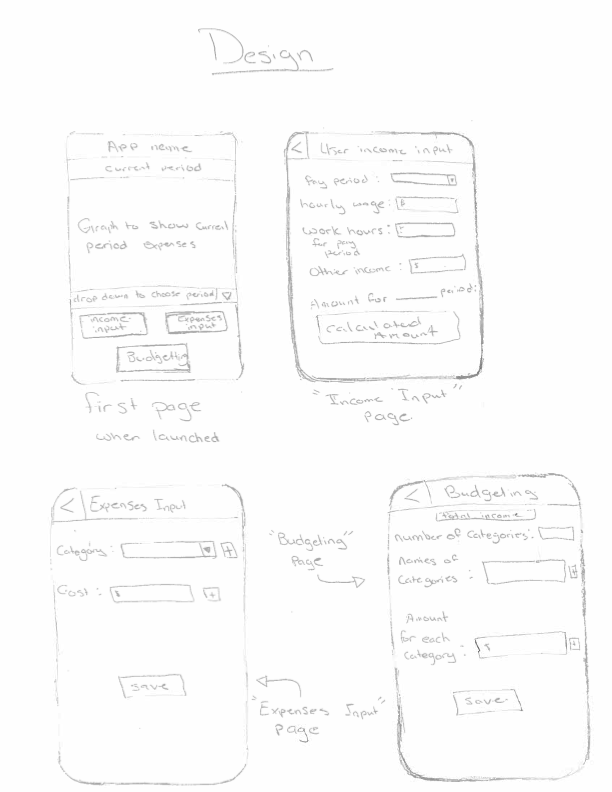 Design
App name
current period
Graph to show current
period expenses
drop down to choose period
income
input
Expenses
input
Budgeting
first page
when launched
< User income input
Pay period :
hourly wage : $
work hours :
for pay
period
Other income : $
Amount for ____ period:
Calculated
Amount
"Income Input"
Page.
< Expenses Input
Category : +
Cost : $ +
save
"Expenses Input"
page
"Budgeting"
Page
< Budgeting
total income
number of Categories:
Names of
Categories : +
Amount
for each
Category : $ +
save